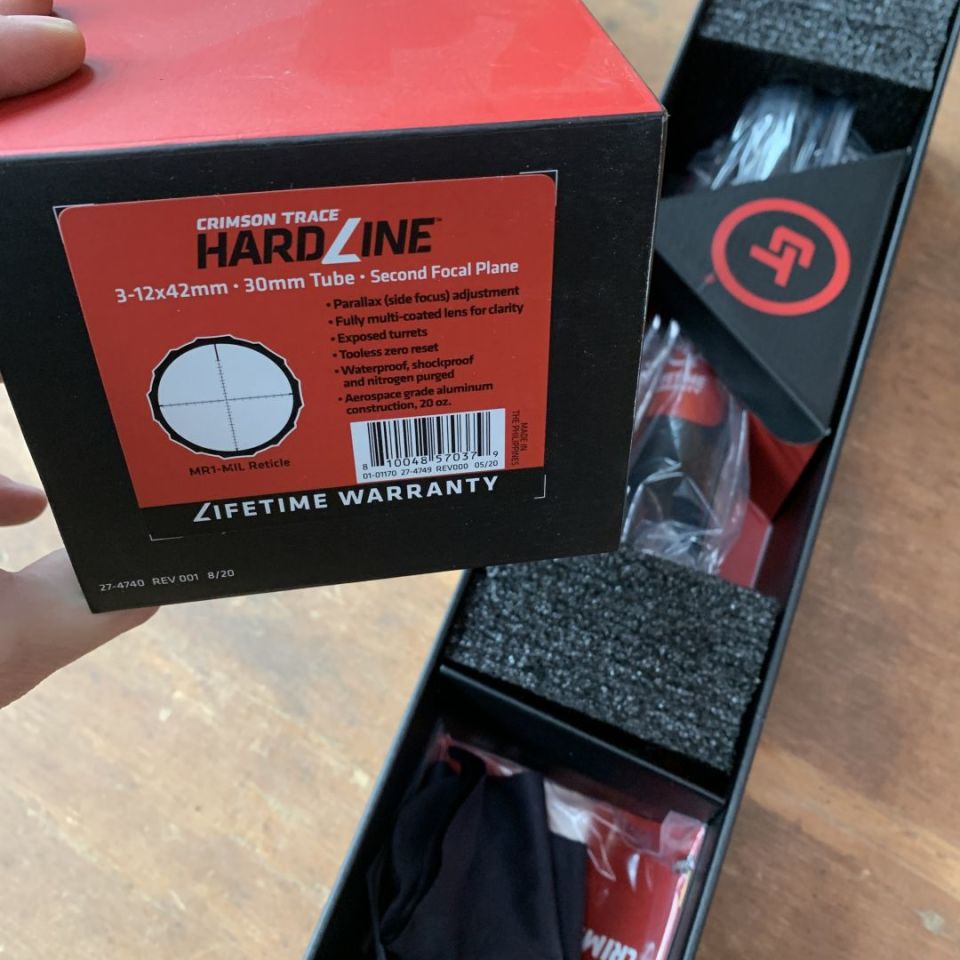 CRIMSON TRACE
HARDLINE™
3-12x42mm • 30mm Tube • Second Focal Plane
• Parallax (side focus) adjustment
• Fully multi-coated lens for clarity
• Exposed turrets
• Tooless zero reset
• Waterproof, shockproof
and nitrogen purged
• Aerospace grade aluminum
construction, 20 oz.
MR1-MIL Reticle
8 10048 57037 9
01-01170 27-4749 REV000 05/20
MADE IN
THE PHILIPPINES
LIFETIME WARRANTY
27-4740 REV 001 8/20
CT
CRIM